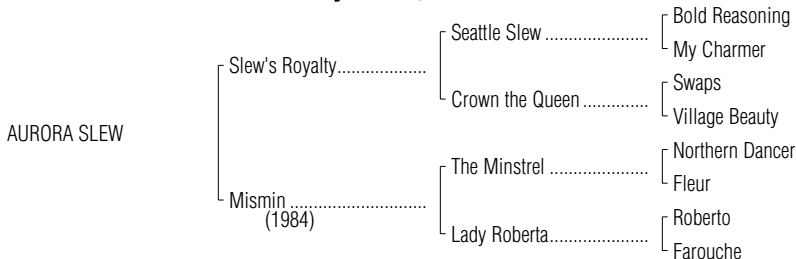 Bold Reasoning
Seattle Slew ......................
My Charmer
Slew's Royalty...................
Swaps
Crown the Queen ..............
Village Beauty
AURORA SLEW
Northern Dancer
The Minstrel .....................
Fleur
Mismin .............................
(1984)
Roberto
Lady Roberta.....................
Farouche